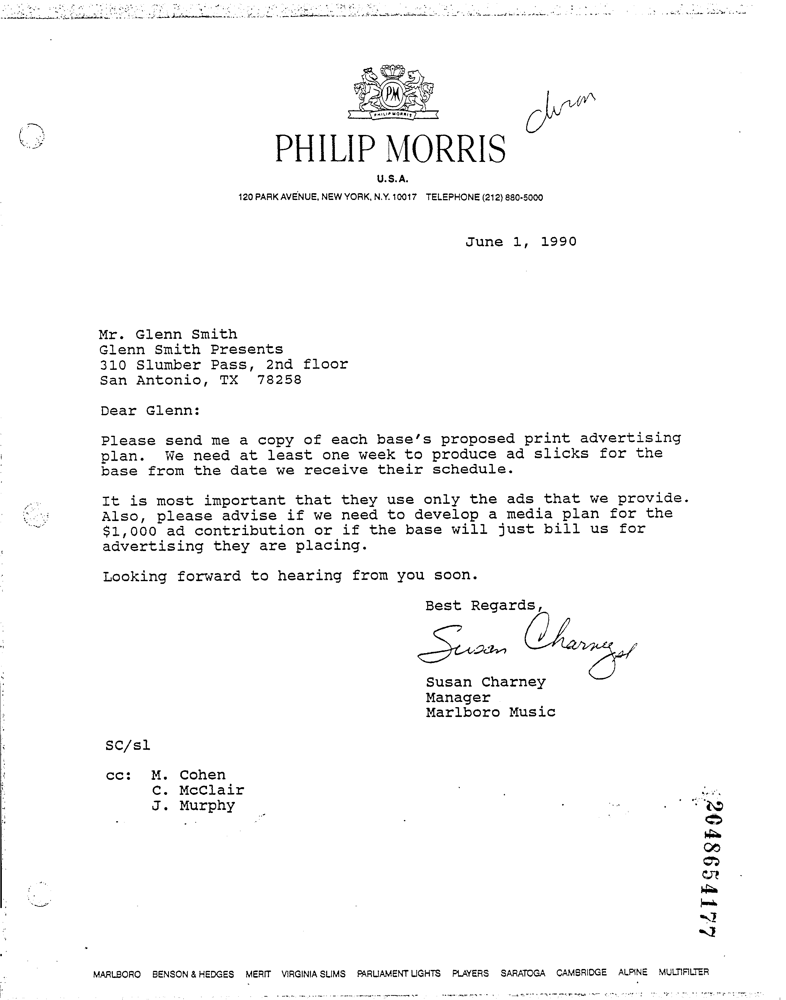 PM
PHILIP MORRIS
PHILIP MORRIS
U.S.A.
120 PARK AVENUE, NEW YORK, N.Y. 10017 TELEPHONE (212) 880-5000
June 1, 1990
Mr. Glenn Smith
Glenn Smith Presents
310 Slumber Pass, 2nd floor
San Antonio, TX 78258
Dear Glenn:
Please send me a copy of each base's proposed print advertising
plan. We need at least one week to produce ad slicks for the
base from the date we receive their schedule.
It is most important that they use only the ads that we provide.
Also, please advise if we need to develop a media plan for the
$1,000 ad contribution or if the base will just bill us for
advertising they are placing.
Looking forward to hearing from you soon.
Best Regards,
Susan Charney sl
Susan Charney
Manager
Marlboro Music
SC/sl
cc: M. Cohen
C. McClair
J. Murphy
2048654177
MARLBORO BENSON & HEDGES MERIT VIRGINIA SLIMS PARLIAMENT LIGHTS PLAYERS SARATOGA CAMBRIDGE ALPINE MULTIFILTER